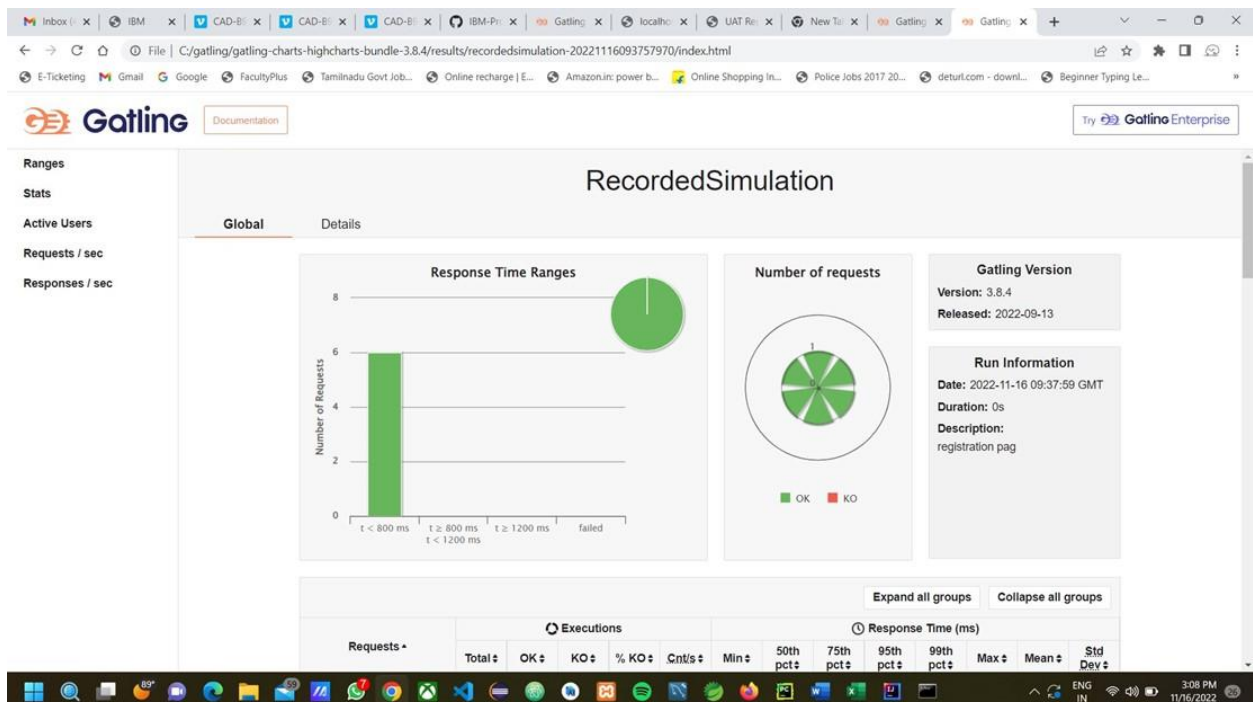 Inbox (
IBM
CAD-B
CAD-B
CAD-B
IBM-Pr
Gatling
localho
UAT Re
New Tal
Gatling
Gatling
File | C:/gatling/gatling-charts-highcharts-bundle-3.8.4/results/recordedsimulation-20221116093757970/index.html
E-Ticketing
Gmail
Google
FacultyPlus
Tamilnadu Govt Job...
Online recharge | E...
Amazon.in: power b...
Online Shopping In...
Police Jobs 2017 20...
deturl.com - downl...
Beginner Typing Le...
»
Gatling
Documentation
Try Gatling Enterprise
Ranges
Stats
Active Users
Requests / sec
Responses / sec
RecordedSimulation
Global
Details
Response Time Ranges
Number of Requests
8
6
4
2
0
t < 800 ms
t ≥ 800 ms
t < 1200 ms
t ≥ 1200 ms
failed
Number of requests
1
0
OK
KO
Gatling Version
Version: 3.8.4
Released: 2022-09-13
Run Information
Date: 2022-11-16 09:37:59 GMT
Duration: 0s
Description:
registration pag
Expand all groups
Collapse all groups
Requests
Executions
Response Time (ms)
Total
OK
KO
% KO
Cnt/s
Min
50th pct
75th pct
95th pct
99th pct
Max
Mean
Std Dev
89°
59
7
ENG
IN
3:08 PM
11/16/2022
26